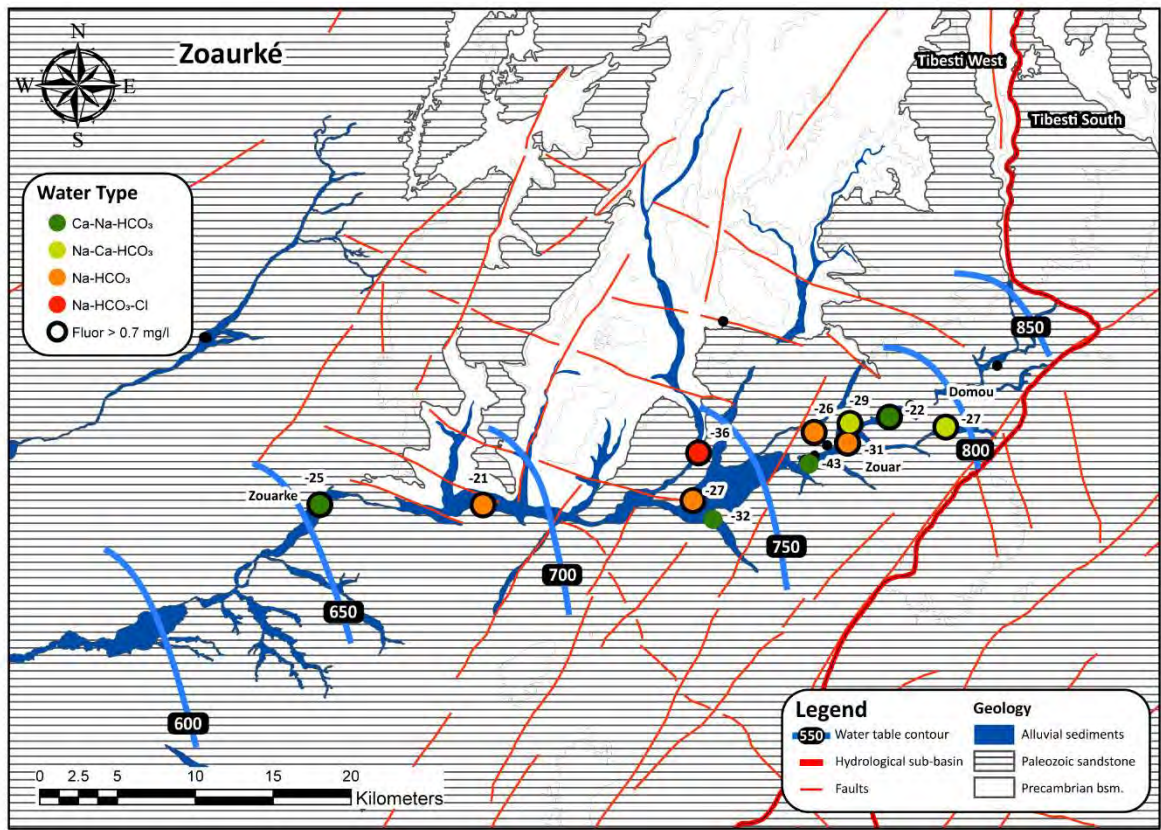 Zoaurké
N
W
E
S
Tibesti West
Tibesti South
Water Type
Ca-Na-HCO₃
Na-Ca-HCO₃
Na-HCO₃
Na-HCO₃-Cl
Fluor > 0.7 mg/l
850
Domou
-22
-29
-26
-27
-36
-31
Zouar
800
-43
-25
-21
-27
Zouarke
-32
750
700
650
600
Legend
550 Water table contour
Hydrological sub-basin
Faults
Geology
Alluvial sediments
Paleozoic sandstone
Precambrian bsm.
0 2.5 5 10 15 20
Kilometers